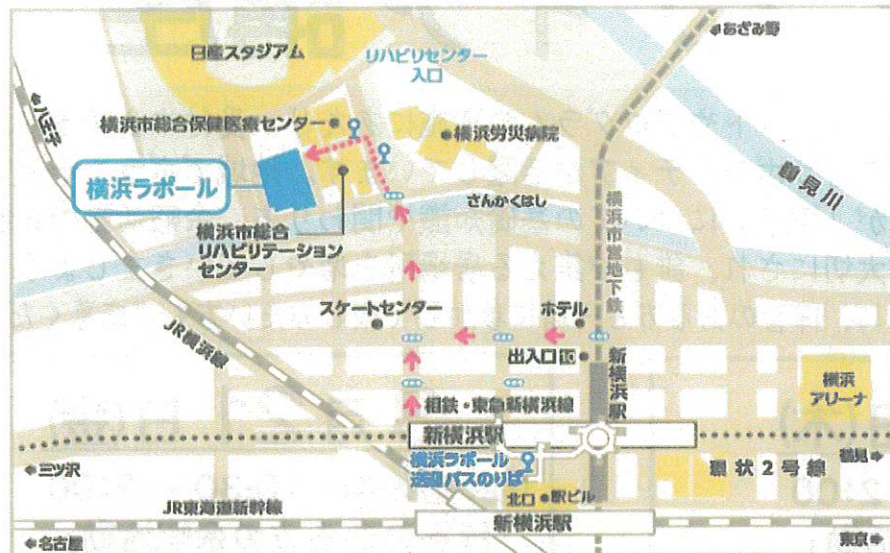 日産スタジアム
リハビリセンター
入口
←あざみ野
←八王子
横浜市総合保健医療センター
横浜労災病院
横浜ラポール
鶴見川
さんかくはし
横浜市営地下鉄
横浜市総合
リハビリテーション
センター
スケートセンター
ホテル
JR横浜線
出入口10
新横浜駅
横浜
アリーナ
相鉄・東急新横浜線
新横浜駅
←三ツ沢
横浜ラポール
送迎バスのりば
環状2号線
鶴見→
北口
駅ビル
JR東海道新幹線
新横浜駅
←名古屋
東京→